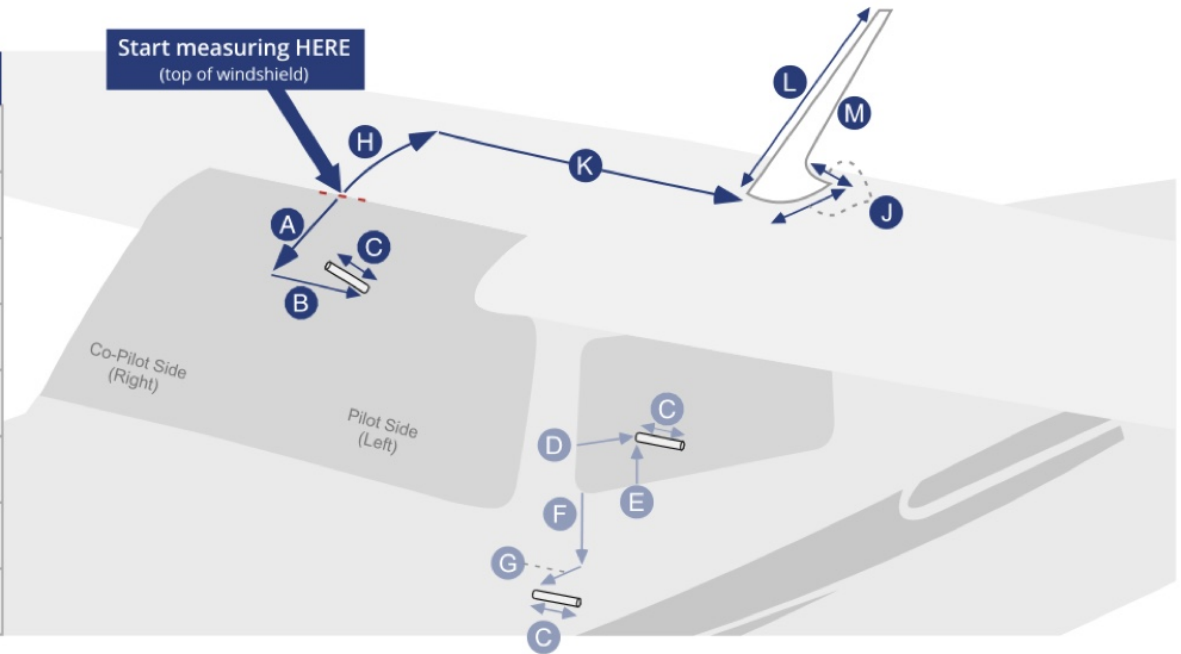 Start measuring HERE
(top of windshield)
L
M
H
K
J
A
C
B
Co-Pilot Side
(Right)
Pilot Side
(Left)
C
D
E
F
G
C